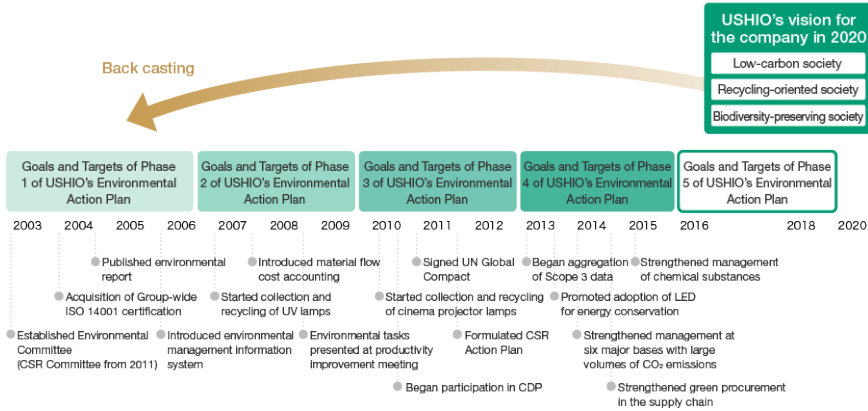 USHIO's vision for
the company in 2020
Low-carbon society
Recycling-oriented society
Biodiversity-preserving society
Back casting
Goals and Targets of Phase
1 of USHIO's Environmental
Action Plan
Goals and Targets of Phase
2 of USHIO's Environmental
Action Plan
Goals and Targets of Phase
3 of USHIO's Environmental
Action Plan
Goals and Targets of Phase
4 of USHIO's Environmental
Action Plan
Goals and Targets of Phase
5 of USHIO's Environmental
Action Plan
2003 2004 2005 2006 2007 2008 2009 2010 2011 2012 2013 2014 2015 2016 2018 2020
Published environmental
report
Introduced material flow
cost accounting
Signed UN Global
Compact
Began aggregation
of Scope 3 data
Strengthened management
of chemical substances
Acquisition of Group-wide
ISO 14001 certification
Started collection and
recycling of UV lamps
Started collection and recycling
of cinema projector lamps
Promoted adoption of LED
for energy conservation
Established Environmental
Committee
(CSR Committee from 2011)
Introduced environmental
management information
system
Environmental tasks
presented at productivity
improvement meeting
Formulated CSR
Action Plan
Strengthened management at
six major bases with large
volumes of CO₂ emissions
Began participation in CDP
Strengthened green procurement
in the supply chain